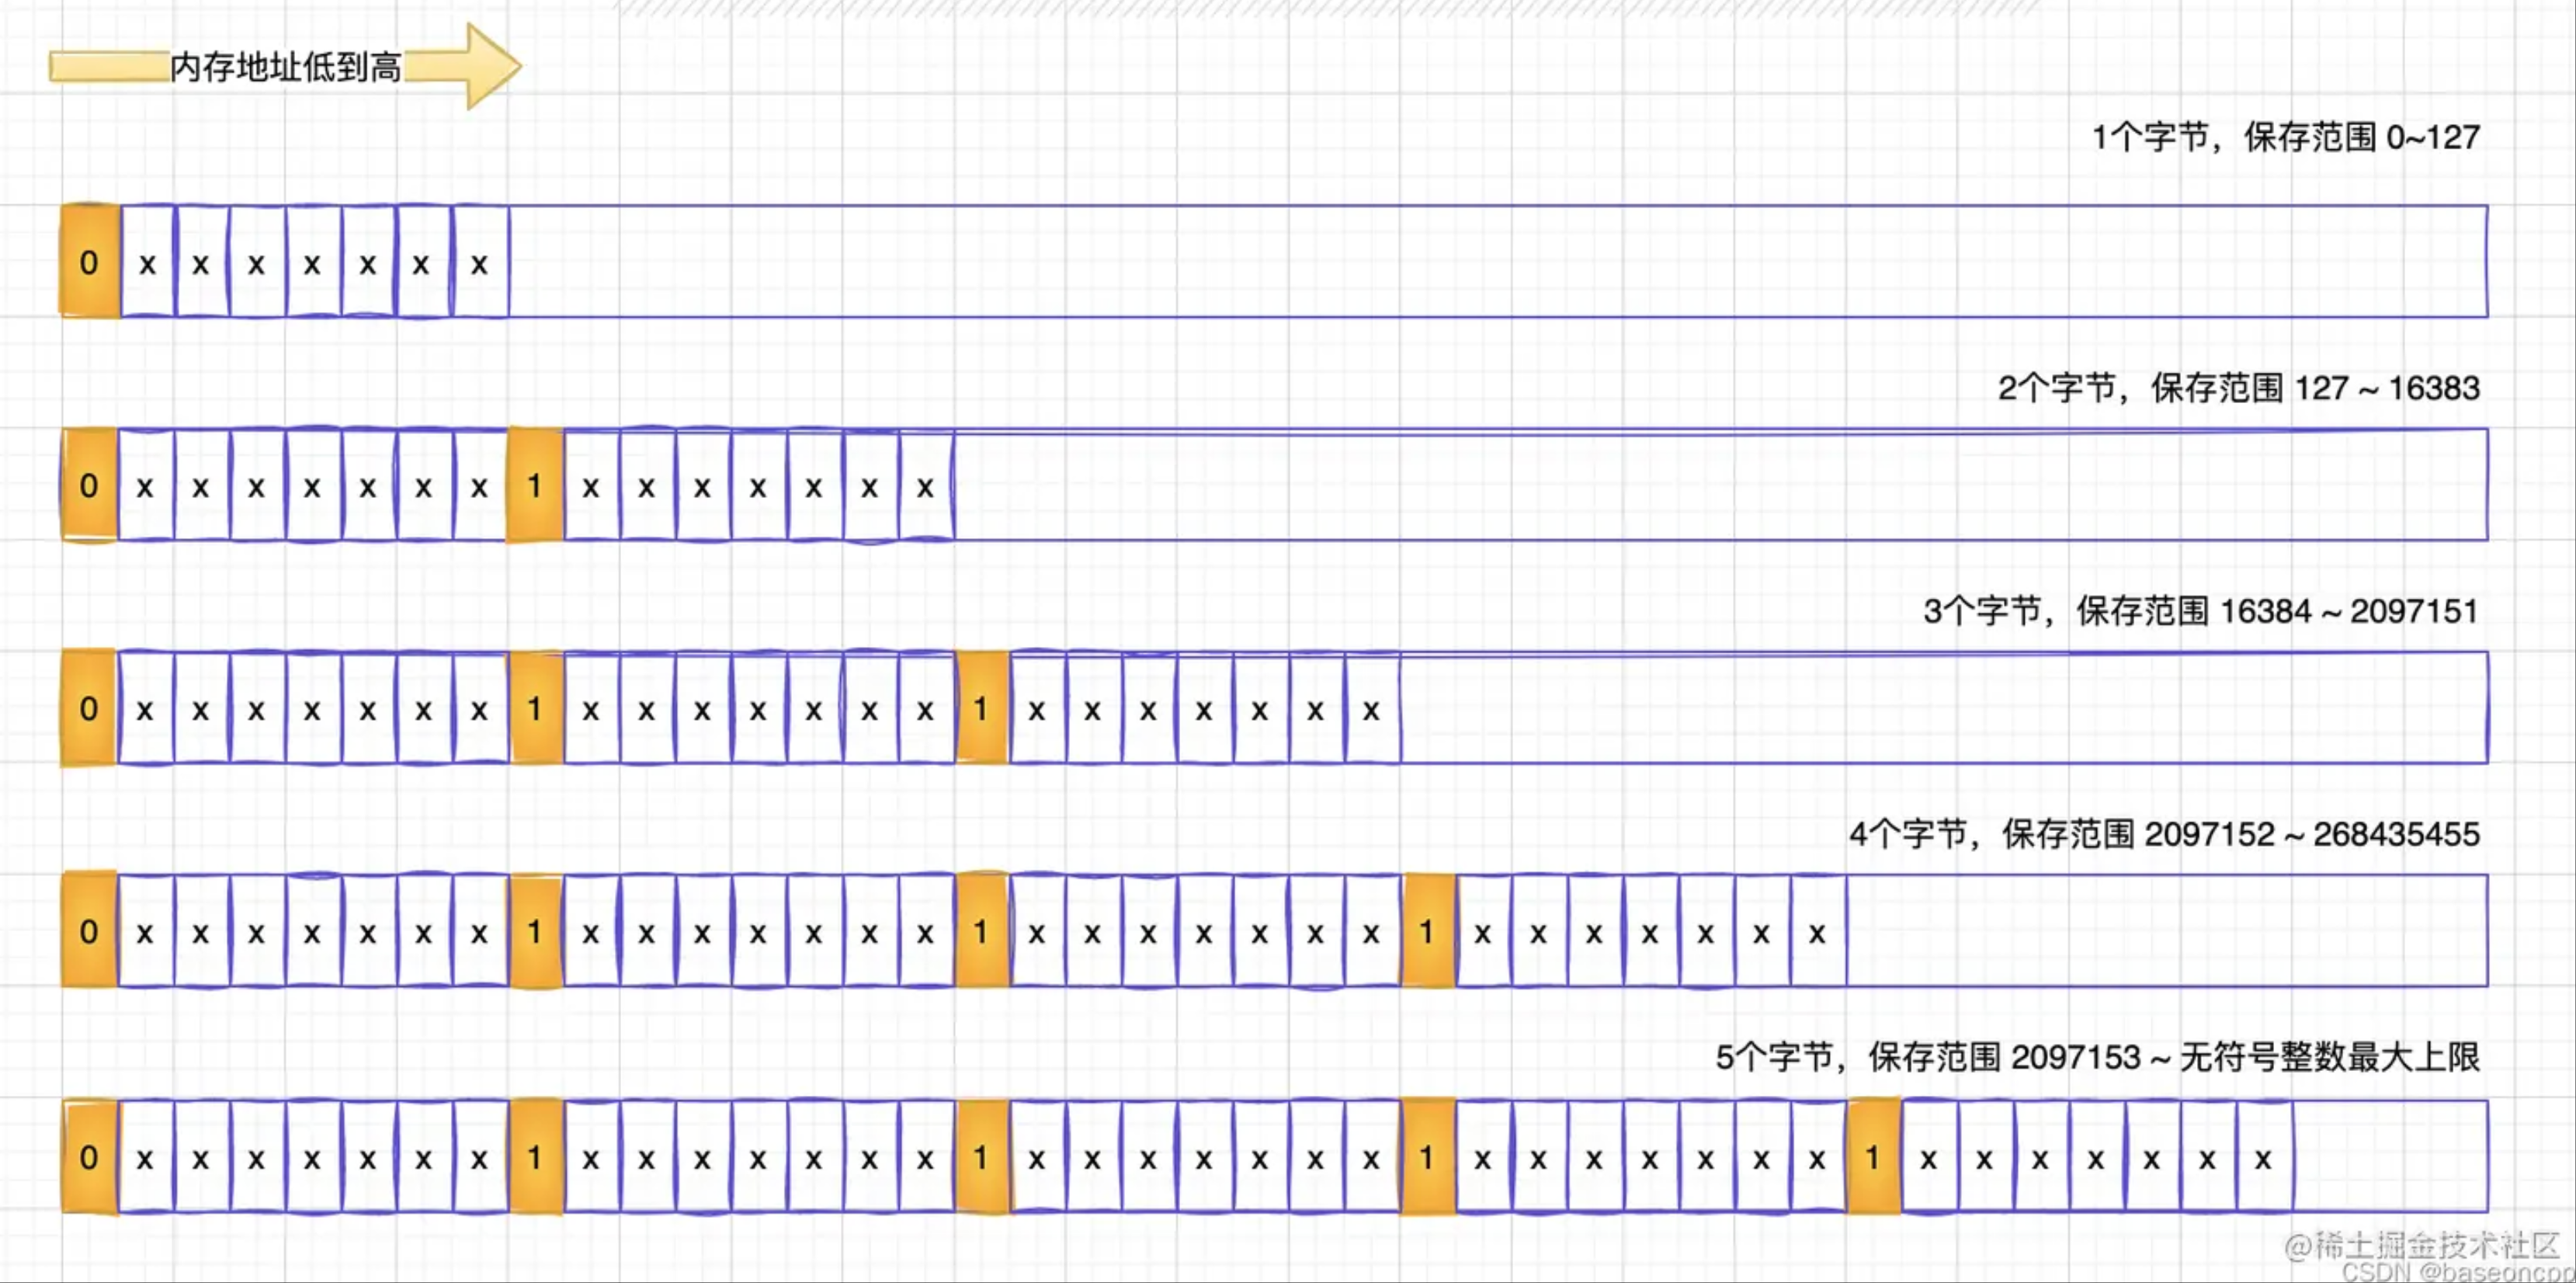 内存地址低到高
1个字节，保存范围 0~127
0 x x x x x x x
2个字节，保存范围 127 ~ 16383
0 x x x x x x x 1 x x x x x x x
3个字节，保存范围 16384 ~ 2097151
0 x x x x x x x 1 x x x x x x x 1 x x x x x x x
4个字节，保存范围 2097152 ~ 268435455
0 x x x x x x x 1 x x x x x x x 1 x x x x x x x 1 x x x x x x x
5个字节，保存范围 2097153 ~ 无符号整数最大上限
0 x x x x x x x 1 x x x x x x x 1 x x x x x x x 1 x x x x x x x 1 x x x x x x x
@稀土掘金技术社区
CSDN @baseoncpp